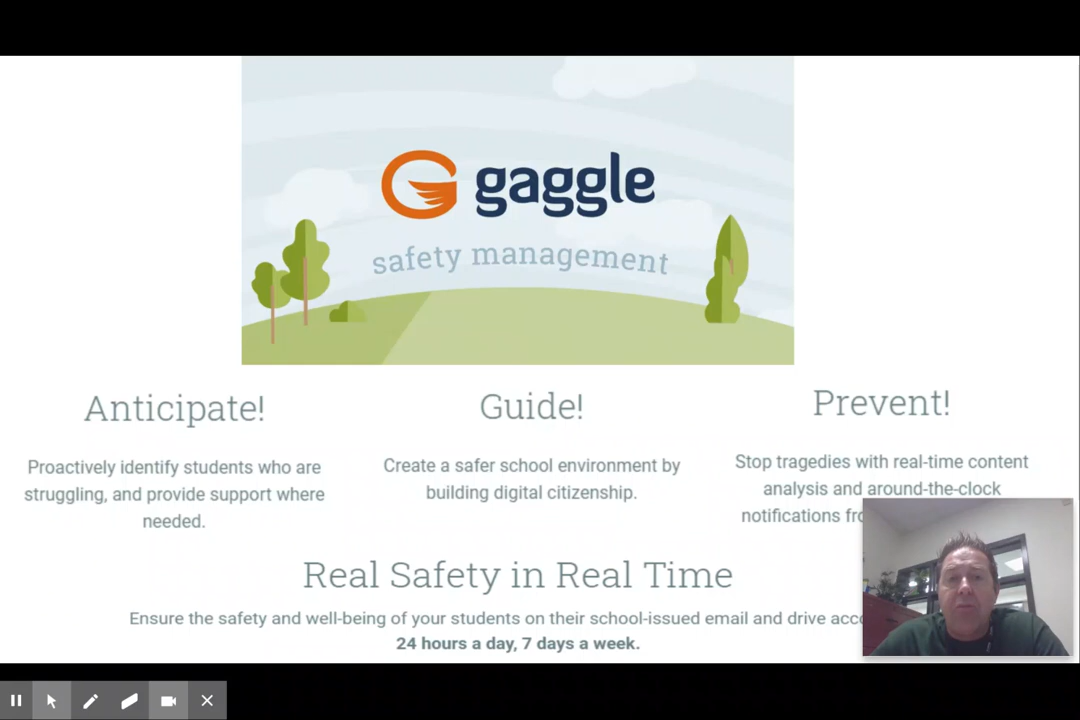 gaggle
safety management
Anticipate!
Guide!
Prevent!
Proactively identify students who are
struggling, and provide support where
needed.
Create a safer school environment by
building digital citizenship.
Stop tragedies with real-time content
analysis and around-the-clock
notifications
Real Safety in Real Time
Ensure the safety and well-being of your students on their school-issued email and drive
24 hours a day, 7 days a week.